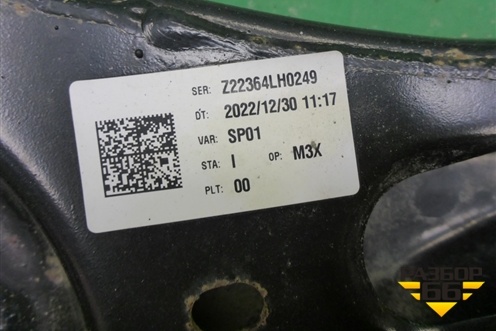 SER: Z22364LH0249
DT: 2022/12/30 11:17
VAR: SP01
STA: I OP: M3X
PLT: 00
РАЗБОР
66